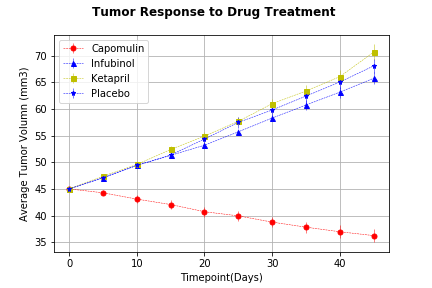 Tumor Response to Drug Treatment
Capomulin
Infubinol
Ketapril
Placebo
70
65
60
55
50
45
40
35
Average Tumor Volumn (mm3)
0 10 20 30 40
Timepoint(Days)